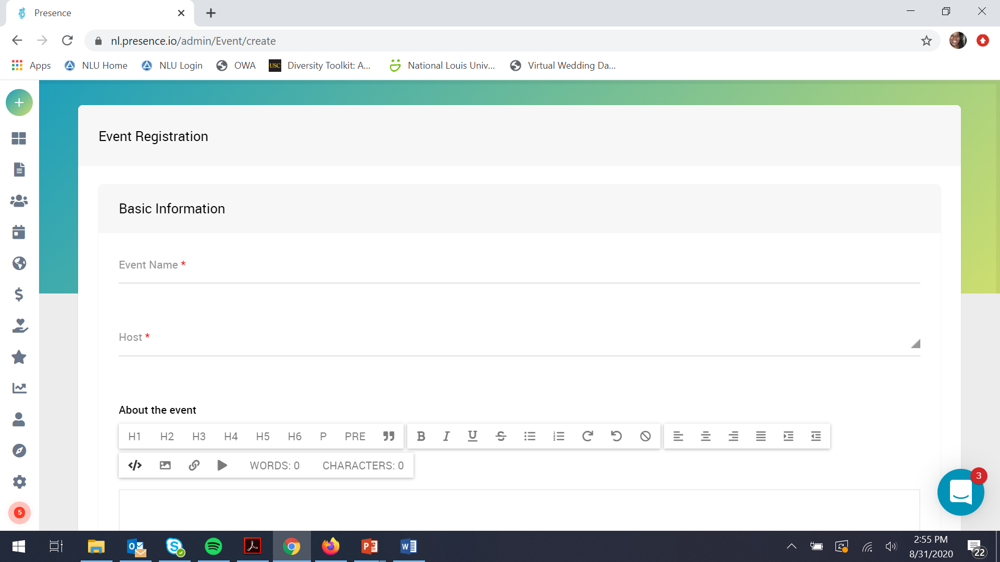 Presence
nl.presence.io/admin/Event/create
Apps NLU Home NLU Login OWA USC Diversity Toolkit: A... National Louis Univ... Virtual Wedding Da...
Event Registration
Basic Information
Event Name *
Host *
About the event
H1 H2 H3 H4 H5 H6 P PRE
WORDS: 0 CHARACTERS: 0
3
5
2:55 PM
8/31/2020
22